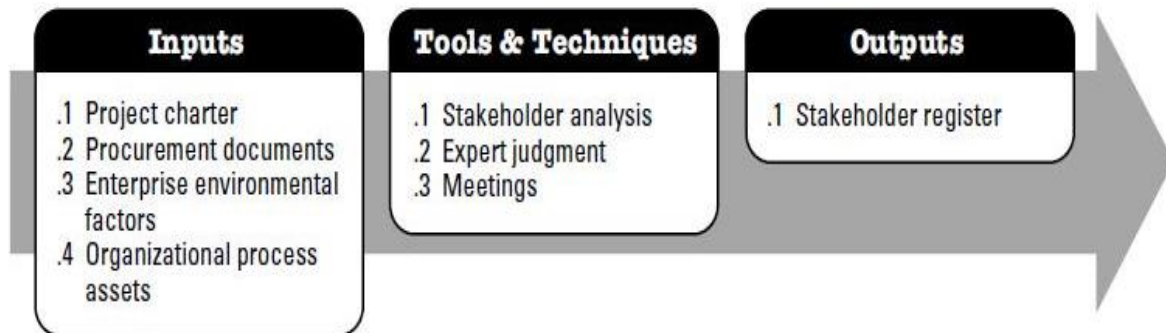 Inputs
.1 Project charter
.2 Procurement documents
.3 Enterprise environmental
factors
.4 Organizational process
assets
Tools & Techniques
.1 Stakeholder analysis
.2 Expert judgment
.3 Meetings
Outputs
.1 Stakeholder register